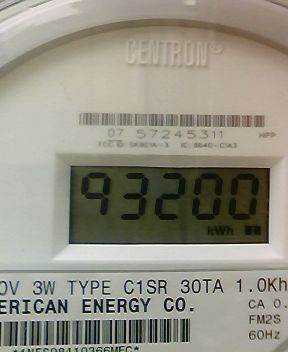 CENTRON®
07 57245311 HPP
93200
kWh
0V 3W TYPE C1SR 30TA 1.0Kh
ERICAN ENERGY CO. CA 0.
FM2S
60Hz